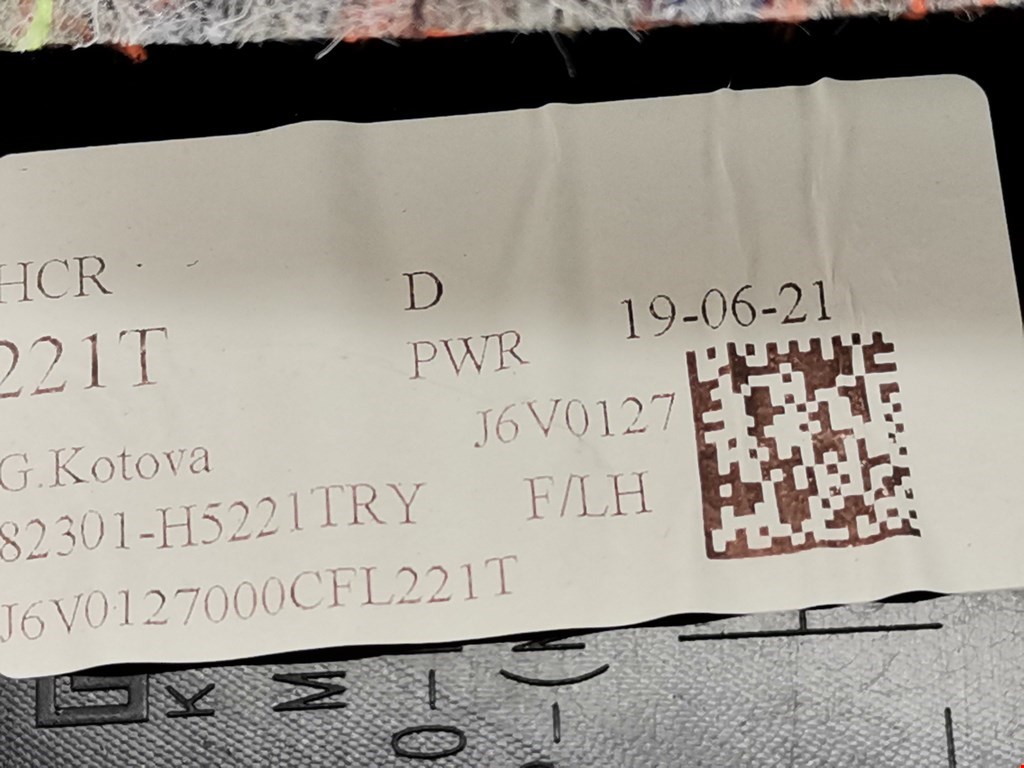 HCR D 19-06-21
221T PWR
J6V0127
G.Kotova
82301-H5221TRY F/LH
J6V0127000CFL221T